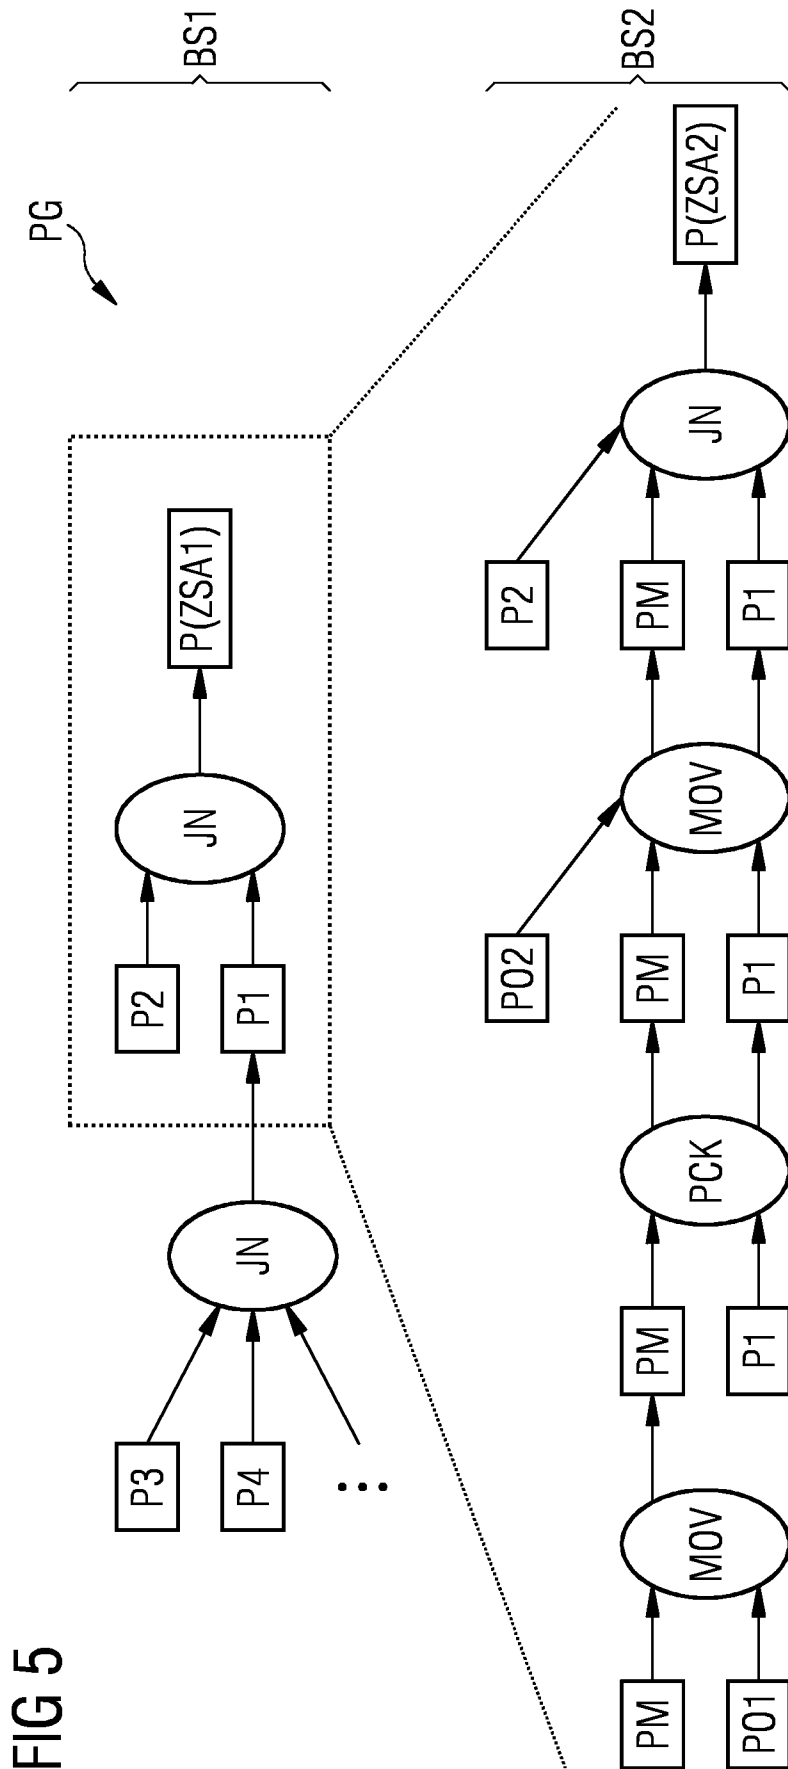 FIG 5
PG
P3
P2
JN
P(ZSA1)
BS1
P4
JN
P1
...
PO2
P2
BS2
PM
PM
PM
PM
MOV
PCK
MOV
JN
P(ZSA2)
PO1
P1
P1
P1